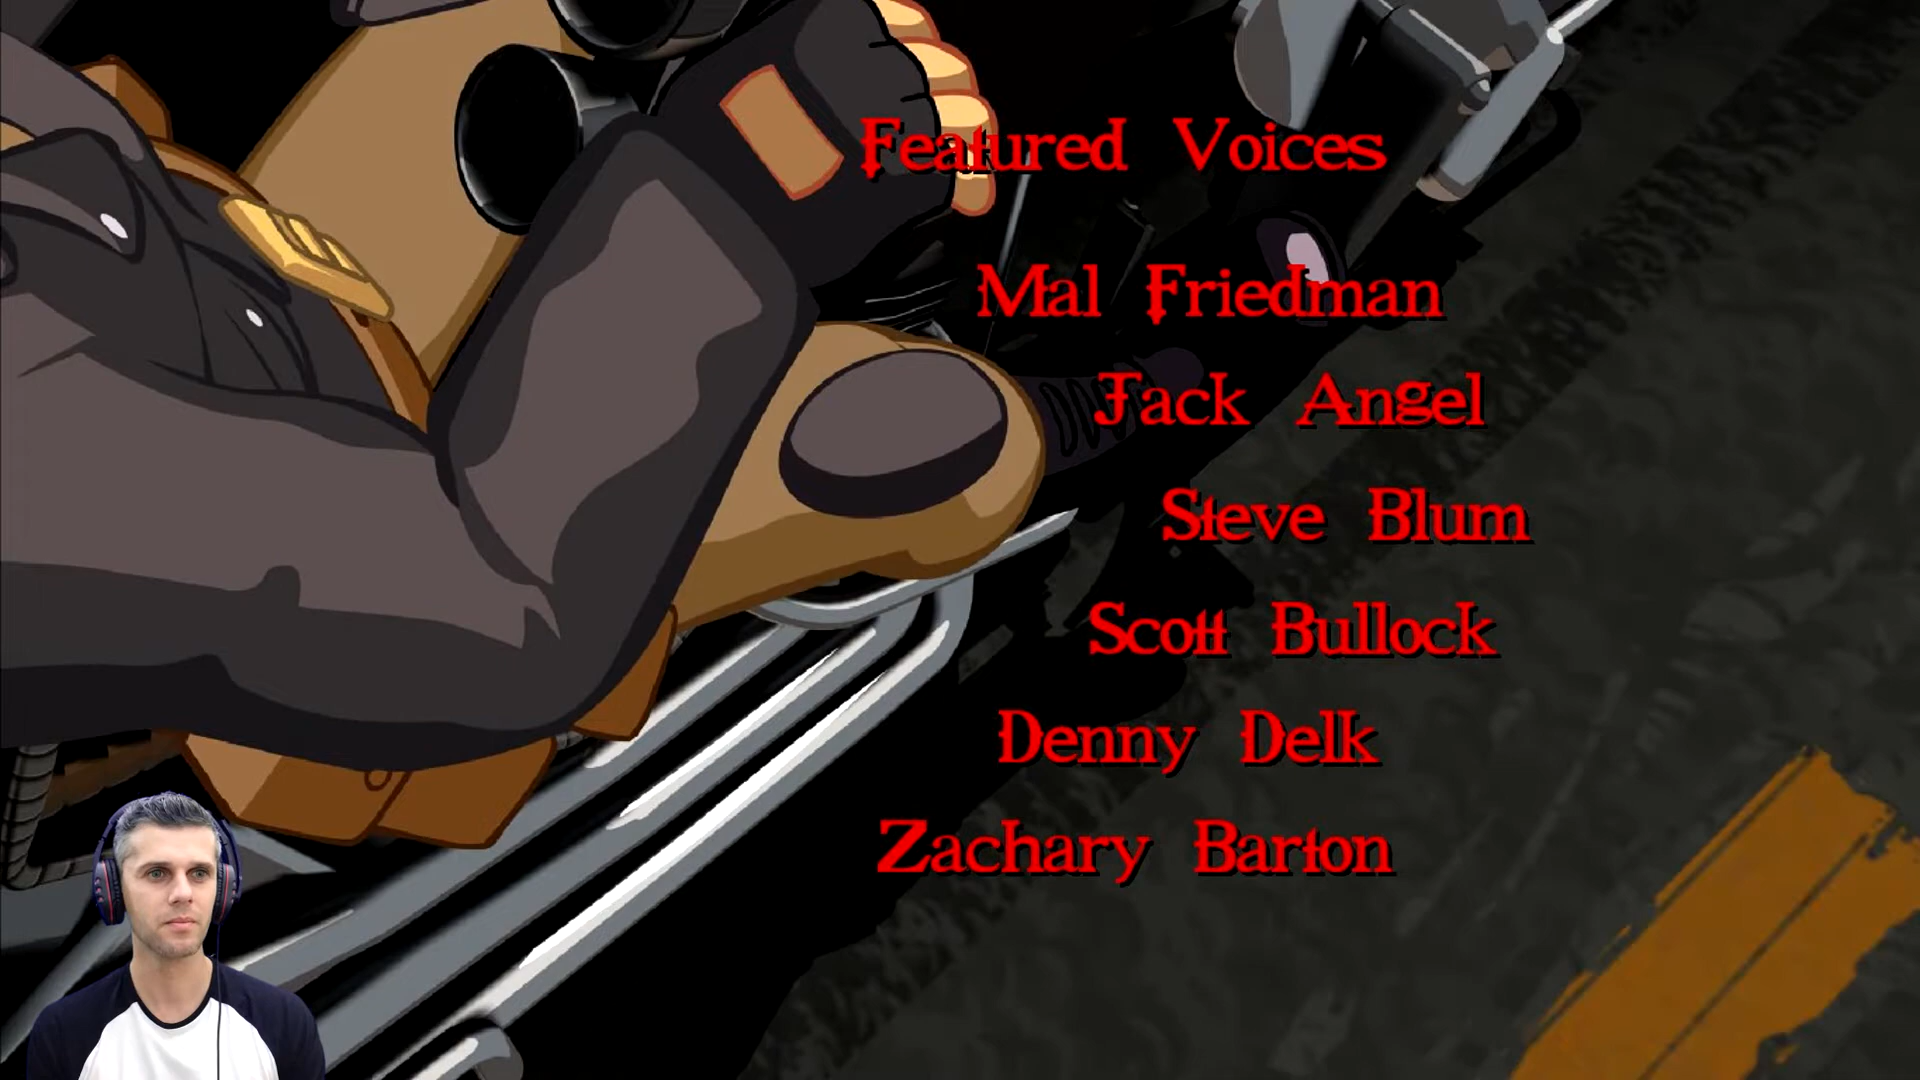 Featured Voices
Mal Friedman
Jack Angel
Steve Blum
Scott Bullock
Denny Delk
Zachary Barton